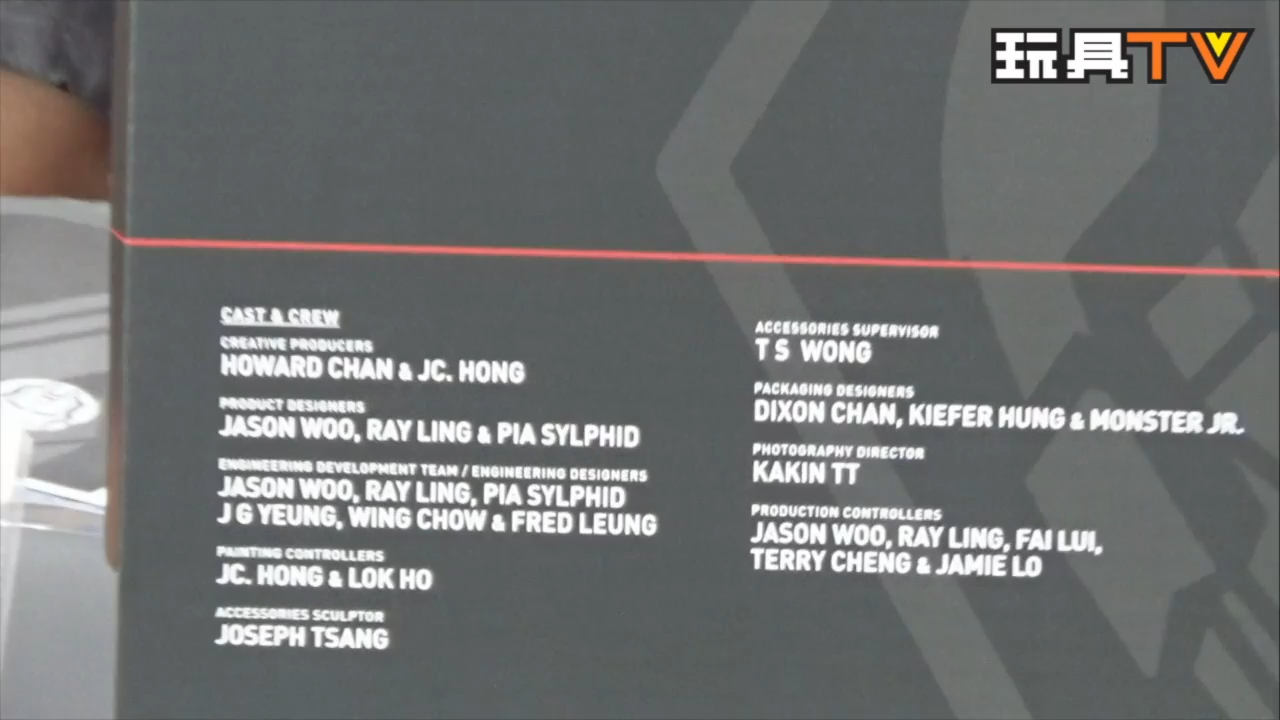 玩具TV
CAST & CREW
CREATIVE PRODUCERS
HOWARD CHAN & JC. HONG
PRODUCT DESIGNERS
JASON WOO, RAY LING & PIA SYLPHID
ENGINEERING DEVELOPMENT TEAM / ENGINEERING DESIGNERS
JASON WOO, RAY LING, PIA SYLPHID
J G YEUNG, WING CHOW & FRED LEUNG
PAINTING CONTROLLERS
JC. HONG & LOK HO
ACCESSORIES SCULPTOR
JOSEPH TSANG
ACCESSORIES SUPERVISOR
T S WONG
PACKAGING DESIGNERS
DIXON CHAN, KIEFER HUNG & MONSTER JR.
PHOTOGRAPHY DIRECTOR
KAKIN TT
PRODUCTION CONTROLLERS
JASON WOO, RAY LING, FAI LUI,
TERRY CHENG & JAMIE LO